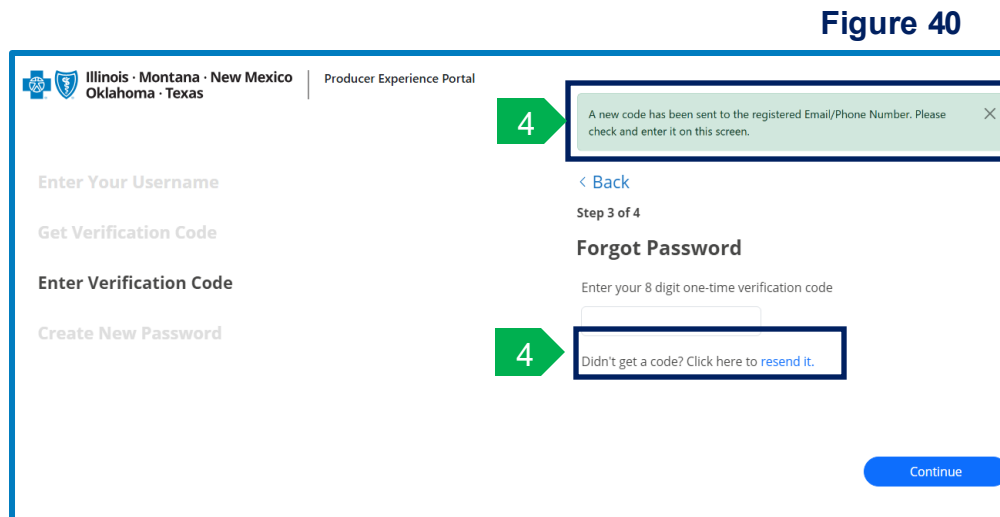 Figure 40
Illinois · Montana · New Mexico
Oklahoma · Texas
Producer Experience Portal
4
A new code has been sent to the registered Email/Phone Number. Please
check and enter it on this screen.
Enter Your Username
Get Verification Code
Enter Verification Code
Create New Password
< Back
Step 3 of 4
Forgot Password
Enter your 8 digit one-time verification code
4
Didn't get a code? Click here to resend it.
Continue